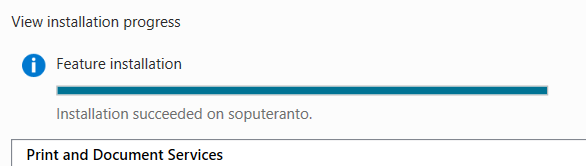 View installation progress
Feature installation
Installation succeeded on soputeranto.
Print and Document Services